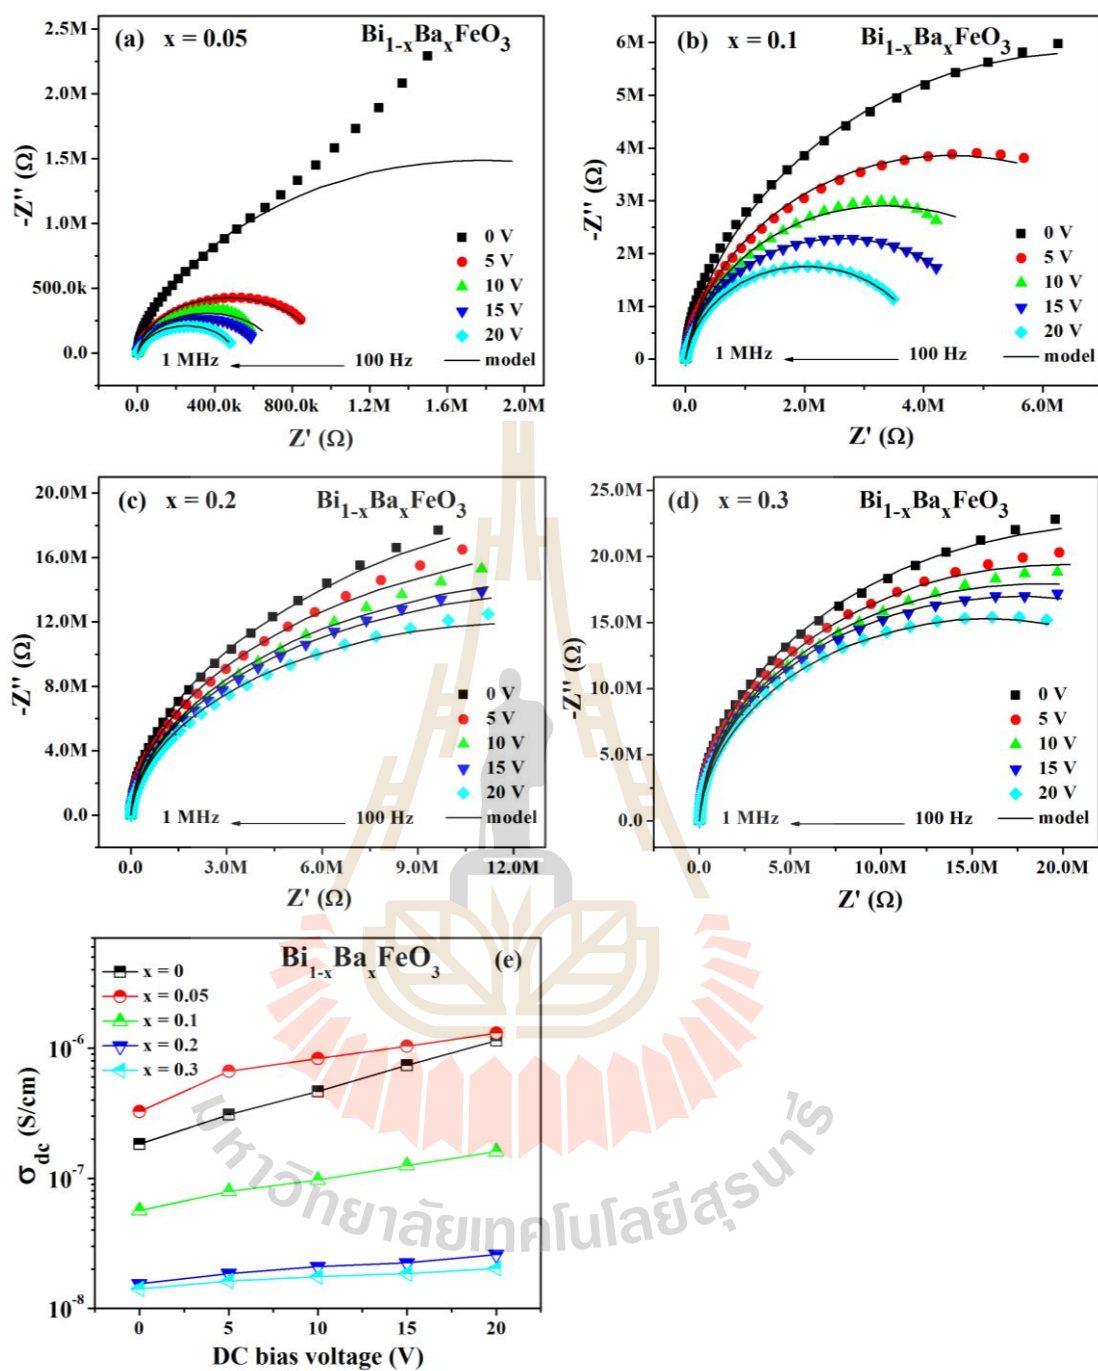 (a) x = 0.05 Bi1-xBaxFeO3
2.5M
2.0M
1.5M
1.0M
500.0k
0.0
-Z'' (Ω)
0 V
5 V
10 V
15 V
20 V
model
1 MHz 100 Hz
0.0 400.0k 800.0k 1.2M 1.6M 2.0M
Z' (Ω)
(b) x = 0.1 Bi1-xBaxFeO3
6M
5M
4M
3M
2M
1M
0
-Z'' (Ω)
0 V
5 V
10 V
15 V
20 V
model
1 MHz 100 Hz
0.0 2.0M 4.0M 6.0M
Z' (Ω)
(c) x = 0.2 Bi1-xBaxFeO3
20.0M
16.0M
12.0M
8.0M
4.0M
0.0
-Z'' (Ω)
0 V
5 V
10 V
15 V
20 V
model
1 MHz 100 Hz
0.0 3.0M 6.0M 9.0M 12.0M
Z' (Ω)
(d) x = 0.3 Bi1-xBaxFeO3
25.0M
20.0M
15.0M
10.0M
5.0M
0.0
-Z'' (Ω)
0 V
5 V
10 V
15 V
20 V
model
1 MHz 100 Hz
0.0 5.0M 10.0M 15.0M 20.0M
Z' (Ω)
Bi1-xBaxFeO3 (e)
x = 0
x = 0.05
x = 0.1
x = 0.2
x = 0.3
10-6
10-7
10-8
σdc (S/cm)
0 5 10 15 20
DC bias voltage (V)
มหาวิทยาลัยเทคโนโลยีสุรนารี